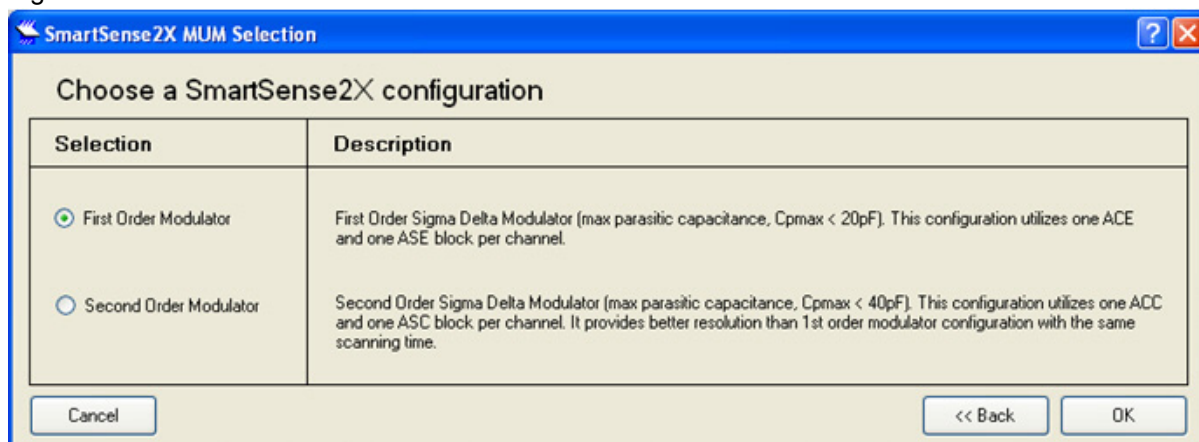 SmartSense2X MUM Selection
Choose a SmartSense2X configuration
Selection Description
First Order Modulator First Order Sigma Delta Modulator (max parasitic capacitance, Cpmax < 20pF). This configuration utilizes one ACE
and one ASE block per channel.
Second Order Modulator Second Order Sigma Delta Modulator (max parasitic capacitance, Cpmax < 40pF). This configuration utilizes one ACC
and one ASC block per channel. It provides better resolution than 1st order modulator configuration with the same
scanning time.
Cancel << Back OK